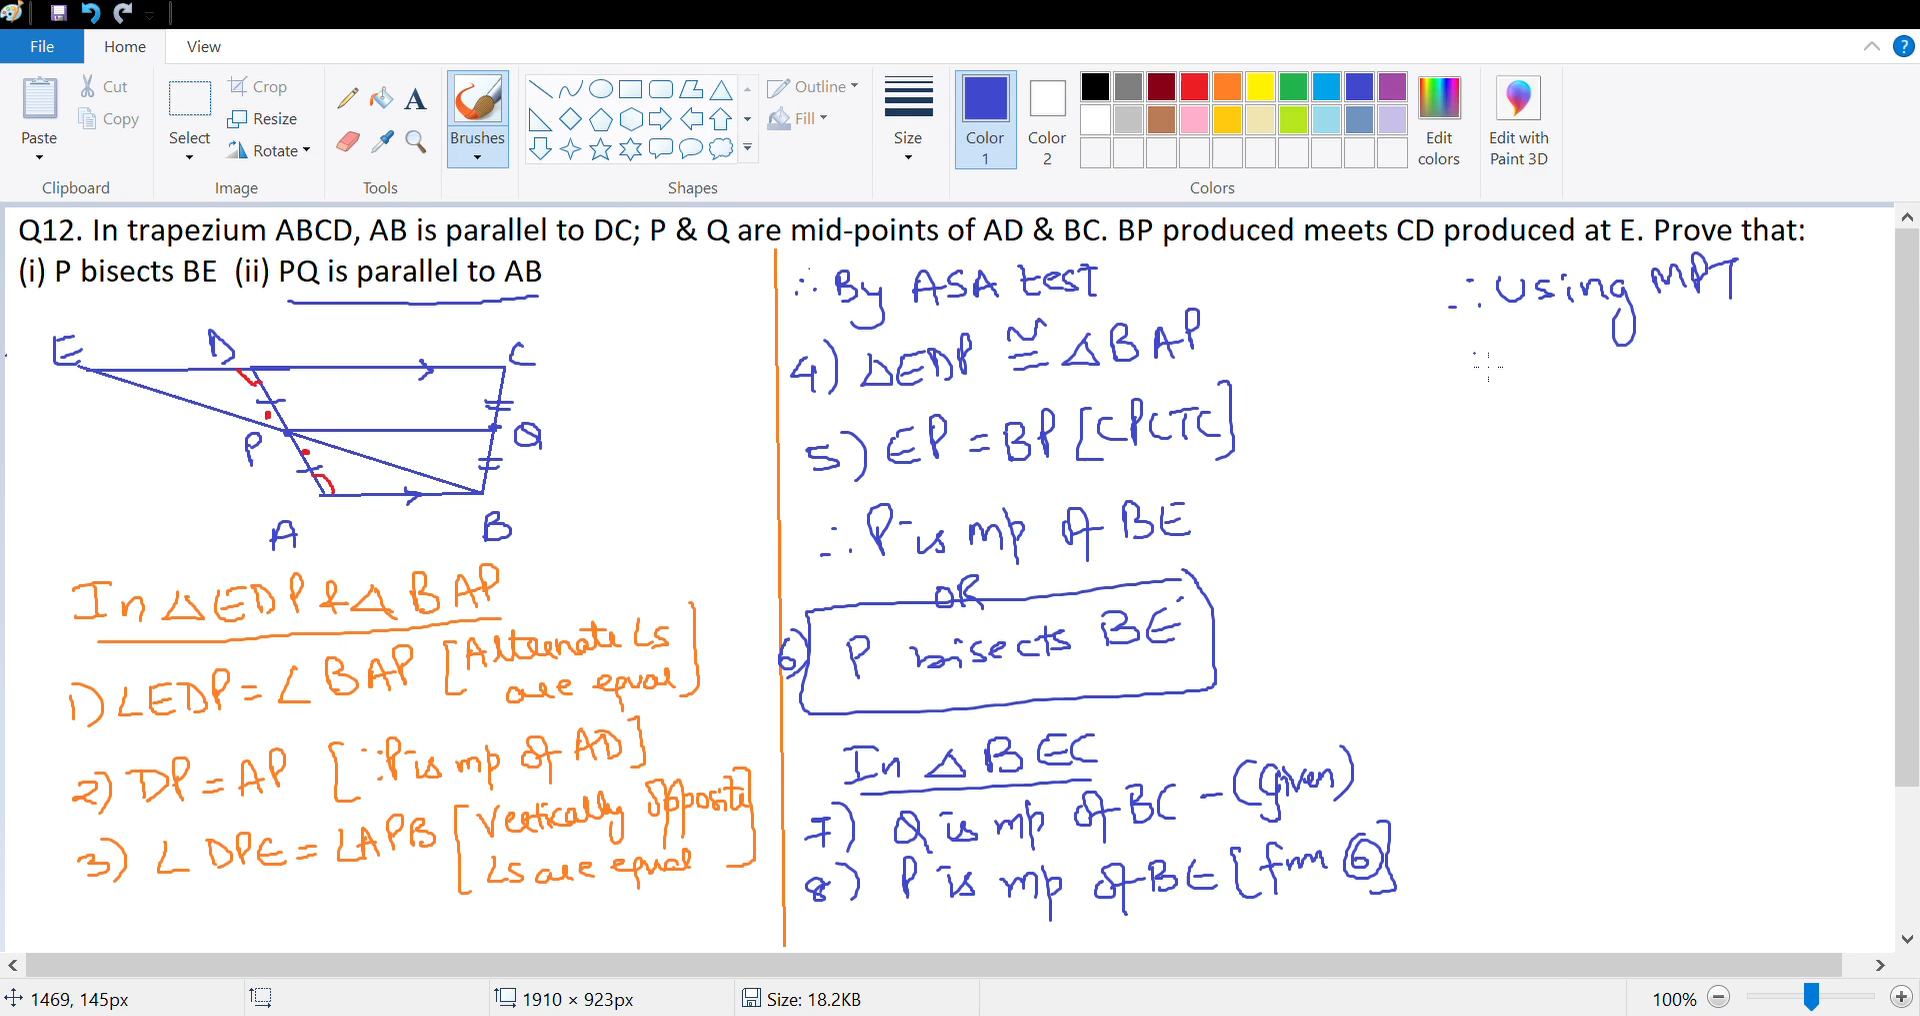 File Home View
Paste
Cut
Copy
Clipboard
Select
Crop
Resize
Rotate
Image
A
Tools
Brushes
Shapes
Outline
Fill
Size
Color 1
Color 2
Colors
Edit colors
Edit with Paint 3D
Q12. In trapezium ABCD, AB is parallel to DC; P & Q are mid-points of AD & BC. BP produced meets CD produced at E. Prove that:
(i) P bisects BE (ii) PQ is parallel to AB
E D C
P Q
A B
In △EDP & △BAP
1) ∠EDP = ∠BAP [Alternate ∠s are equal]
2) DP = AP [∵ P is mp of AD]
3) ∠DPE = ∠APB [Vertically opposite ∠s are equal]
∴ By ASA test
4) △EDP ≅ △BAP
5) EP = BP [CPCTC]
∴ P is mp of BE
OR
6) P bisects BE
In △BEC
7) Q is mp of BC - (given)
8) P is mp of BE [from 6]
∴ Using MPT
1469, 145px
1910 × 923px
Size: 18.2KB
100%